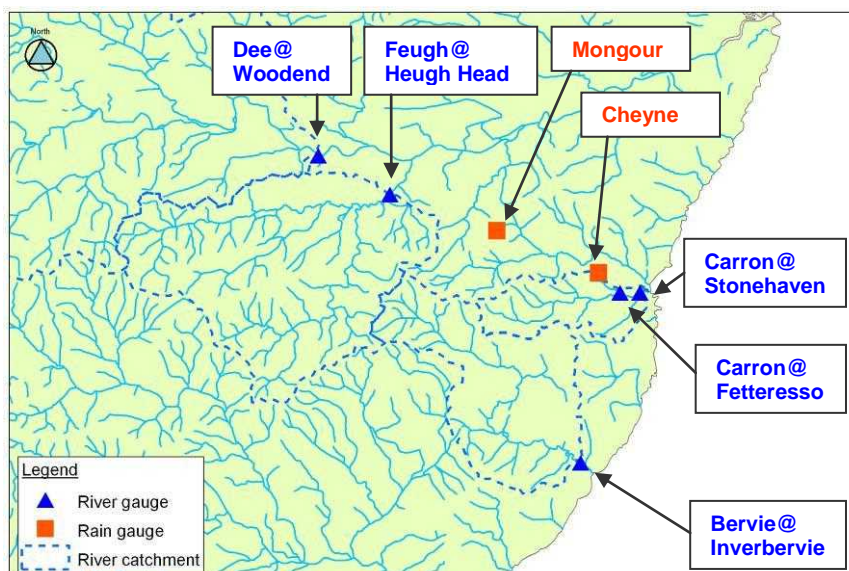 North
Dee@
Woodend
Feugh@
Heugh Head
Mongour
Cheyne
Carron@
Stonehaven
Carron@
Fetteresso
Bervie@
Inverbervie
Legend
River gauge
Rain gauge
River catchment